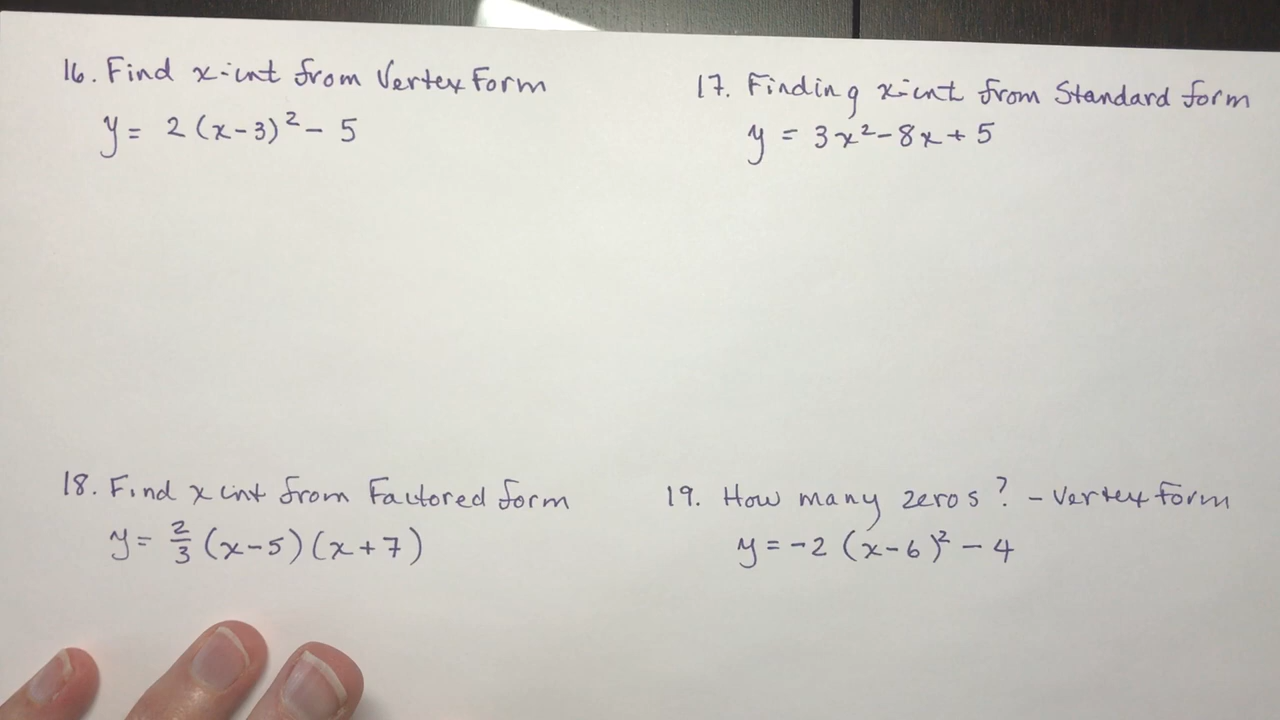 16. Find x-int from Vertex Form
y = 2(x-3)² - 5
17. Finding x-int from Standard form
y = 3x² - 8x + 5
18. Find x int from Factored form
y = 2/3 (x-5)(x+7)
19. How many zeros? - Vertex Form
y = -2 (x-6)² - 4